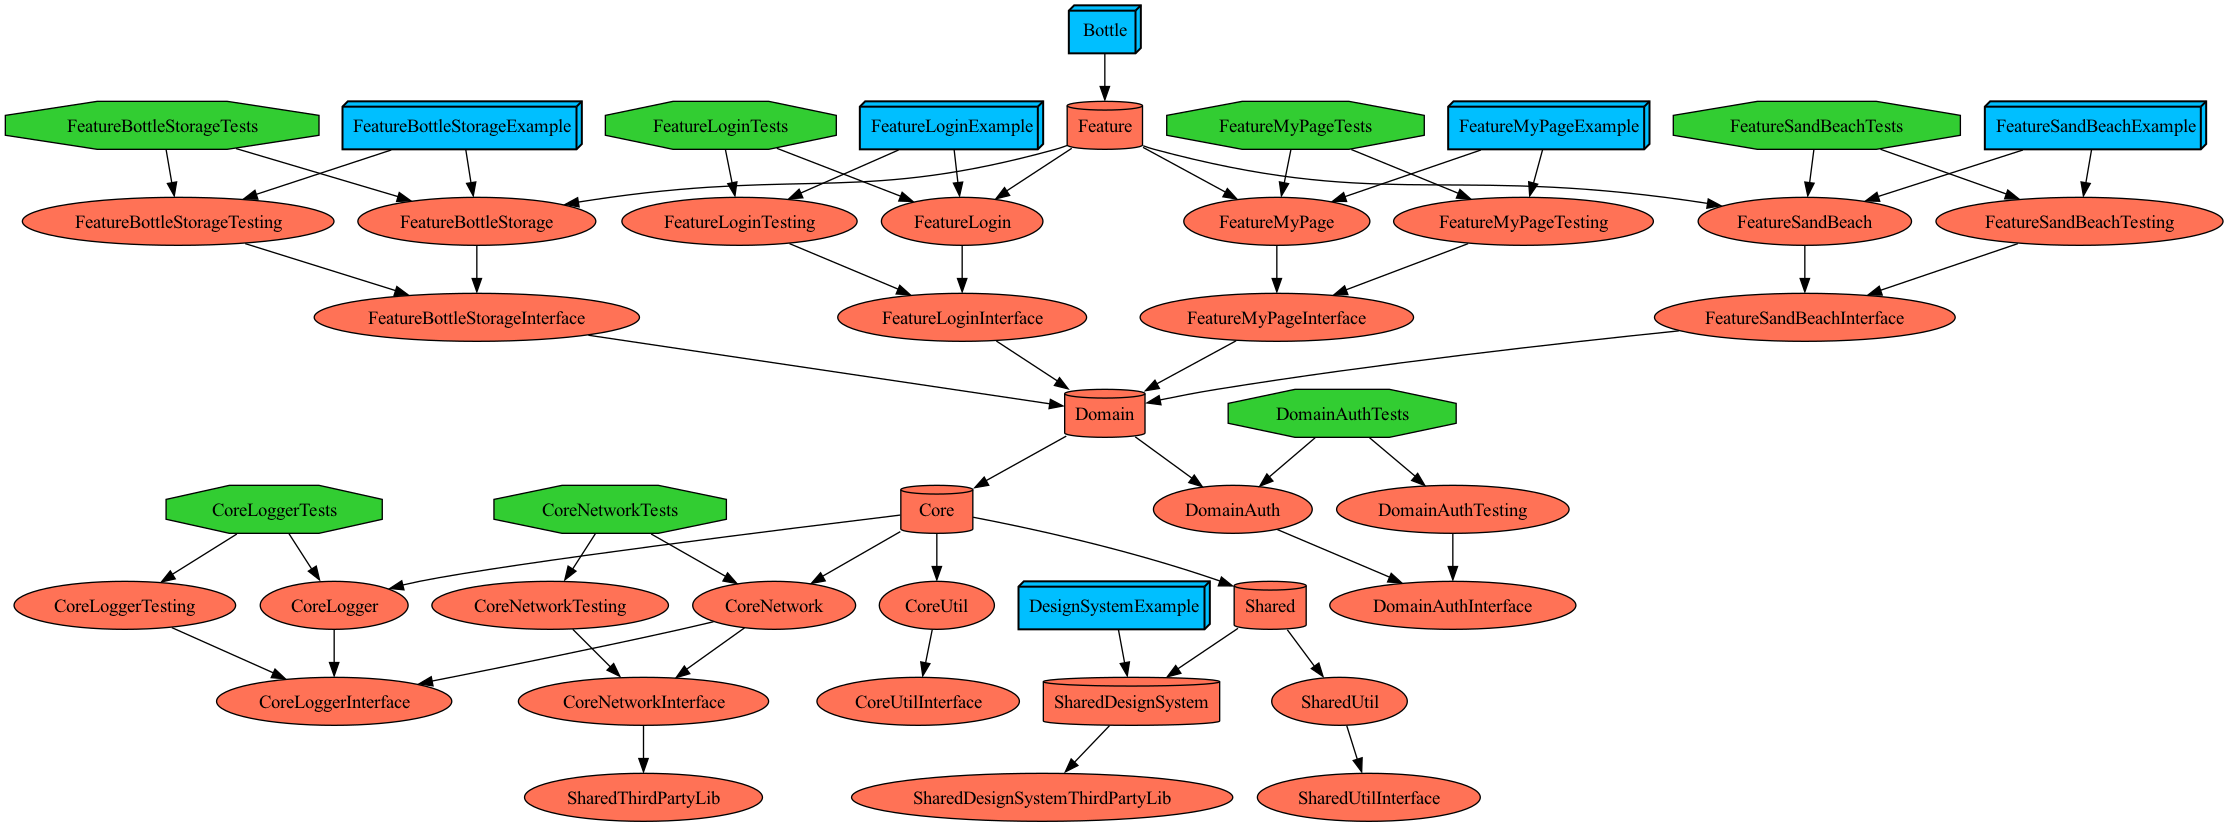 Bottle
FeatureBottleStorageTests
FeatureBottleStorageExample
FeatureLoginTests
FeatureLoginExample
Feature
FeatureMyPageTests
FeatureMyPageExample
FeatureSandBeachTests
FeatureSandBeachExample
FeatureBottleStorageTesting
FeatureBottleStorage
FeatureLoginTesting
FeatureLogin
FeatureMyPage
FeatureMyPageTesting
FeatureSandBeach
FeatureSandBeachTesting
FeatureBottleStorageInterface
FeatureLoginInterface
FeatureMyPageInterface
FeatureSandBeachInterface
Domain
DomainAuthTests
CoreLoggerTests
CoreNetworkTests
Core
DomainAuth
DomainAuthTesting
CoreLoggerTesting
CoreLogger
CoreNetworkTesting
CoreNetwork
CoreUtil
DesignSystemExample
Shared
DomainAuthInterface
CoreLoggerInterface
CoreNetworkInterface
CoreUtilInterface
SharedDesignSystem
SharedUtil
SharedThirdPartyLib
SharedDesignSystemThirdPartyLib
SharedUtilInterface